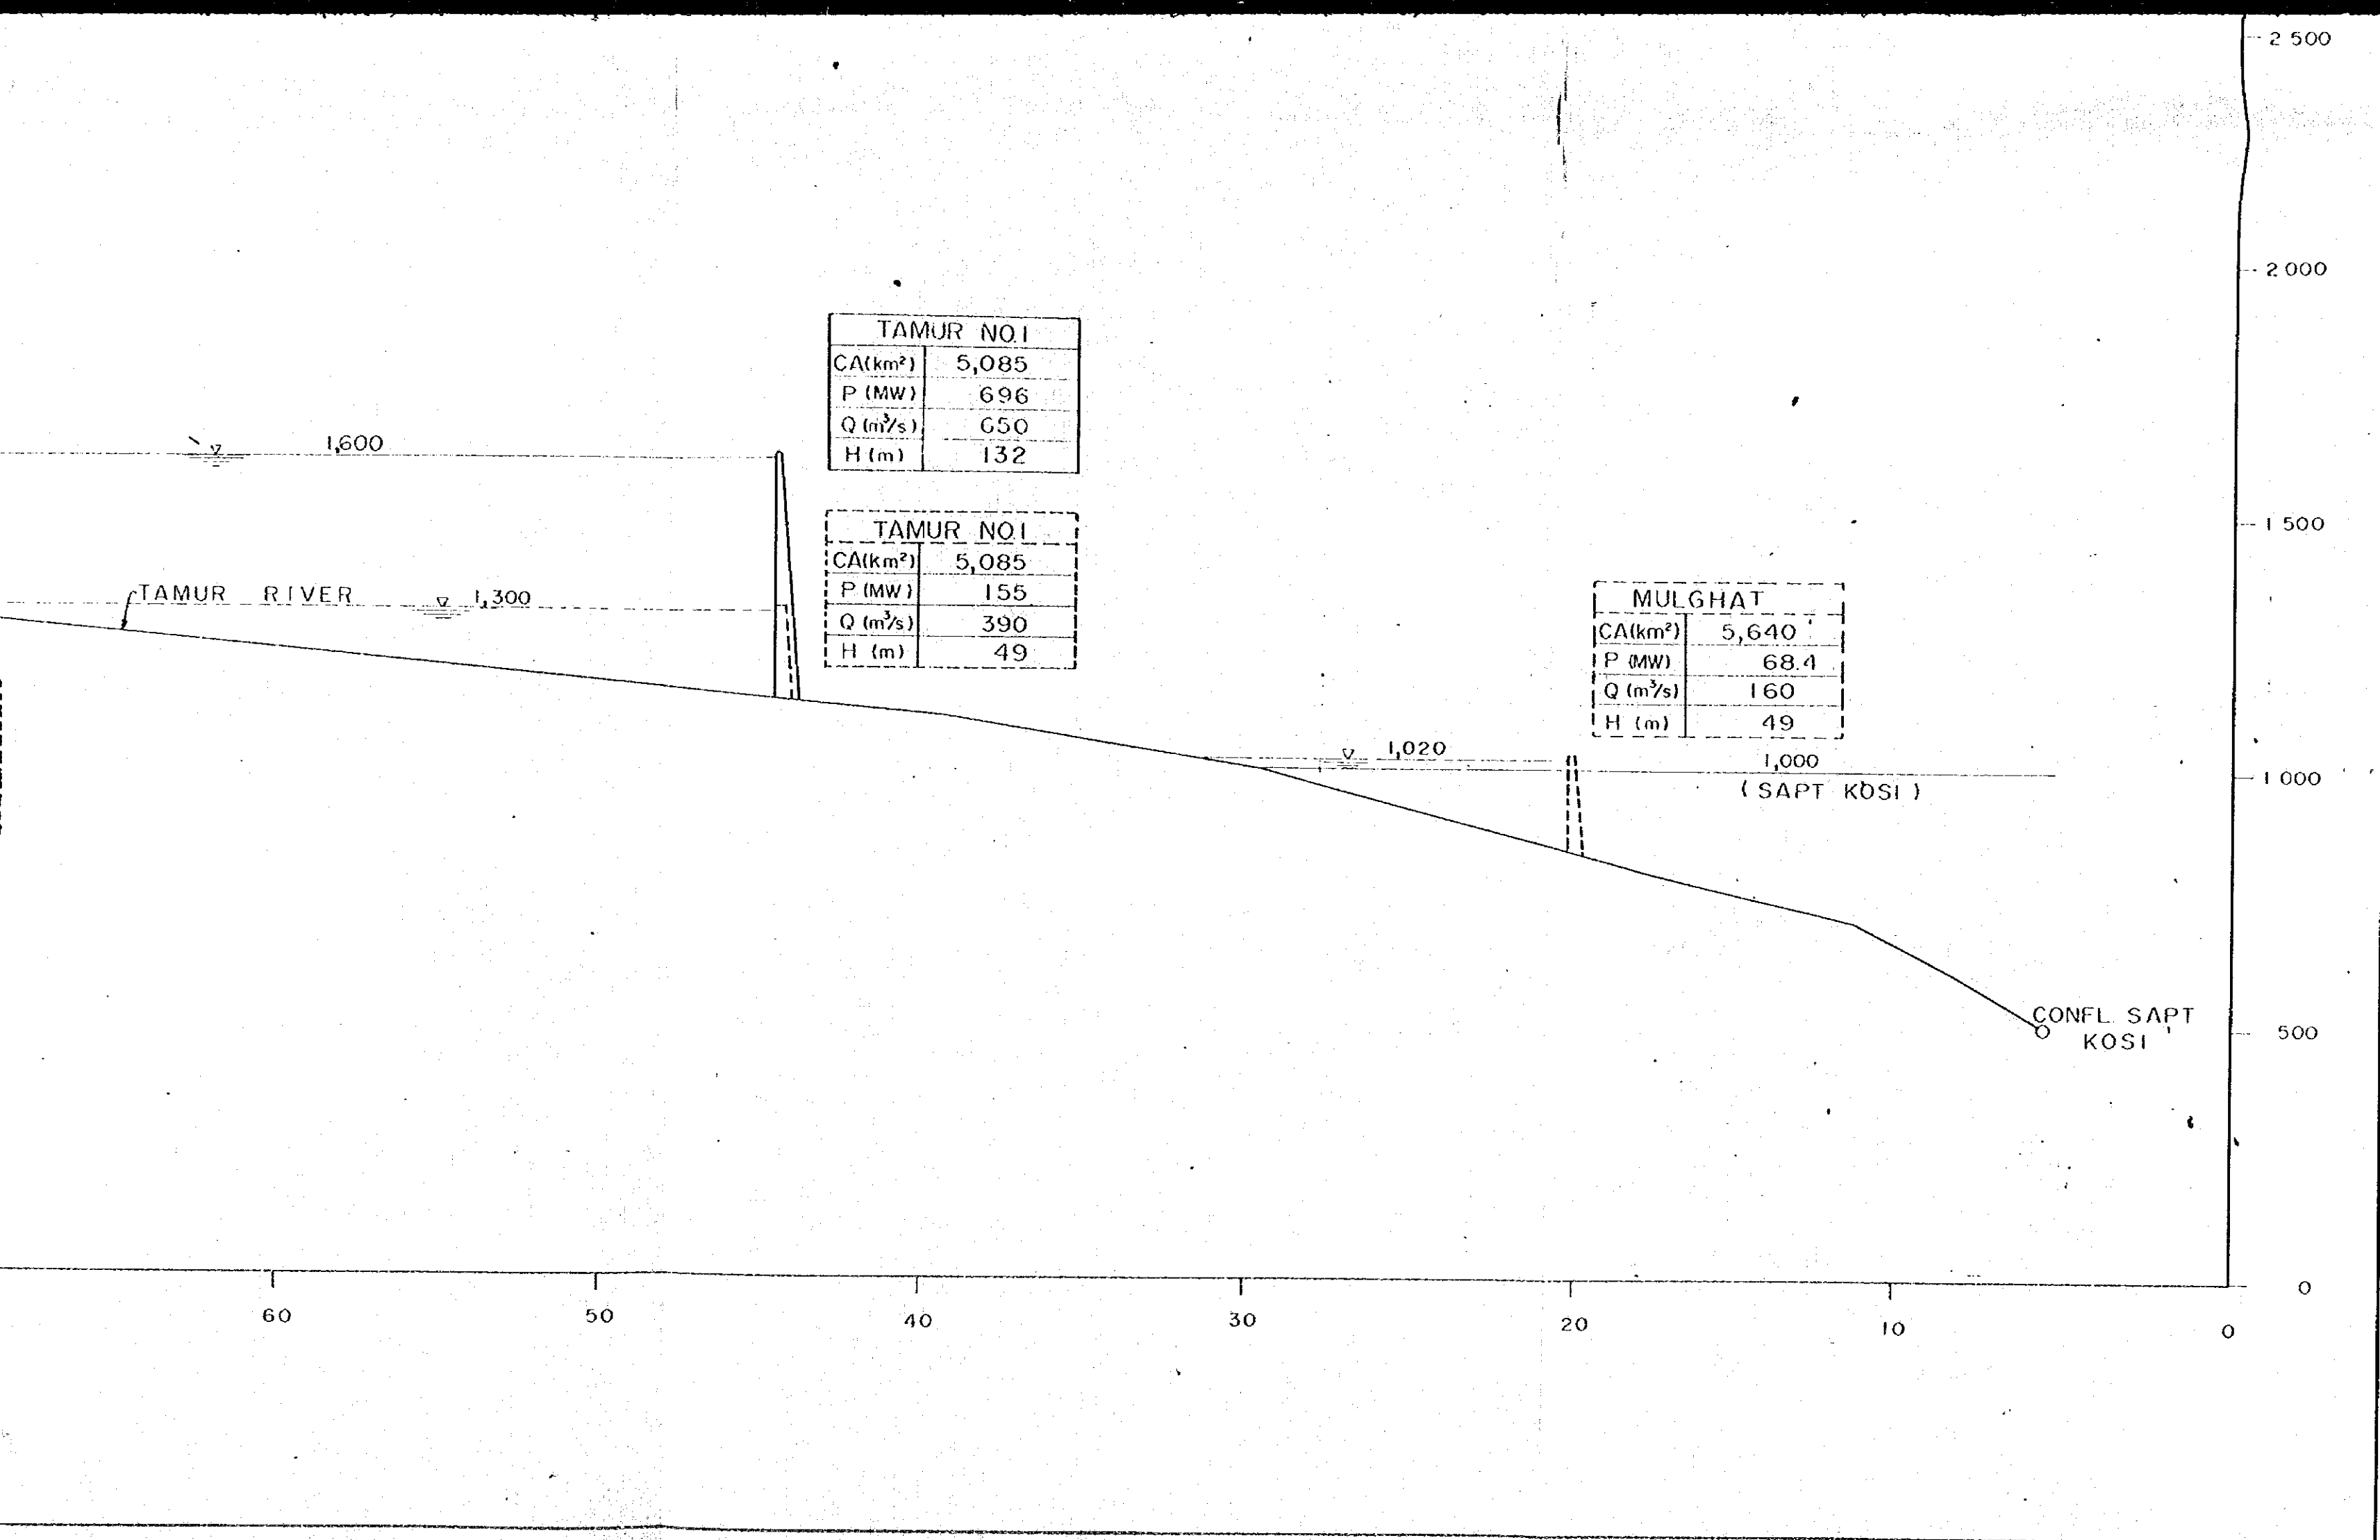 2 500
2 000
TAMUR NO.1
CA(km²) 5,085
P (MW) 696
Q (m³/s) 650
H (m) 132
1,600
TAMUR NO.1
CA(km²) 5,085
P (MW) 155
Q (m³/s) 390
H (m) 49
1 500
TAMUR RIVER
1,300
MULGHAT
CA(km²) 5,640
P (MW) 68.4
Q (m³/s) 160
H (m) 49
1,020
1,000
(SAPT KOSI)
1 000
CONFL. SAPT
KOSI
500
0
60 50 40 30 20 10 0